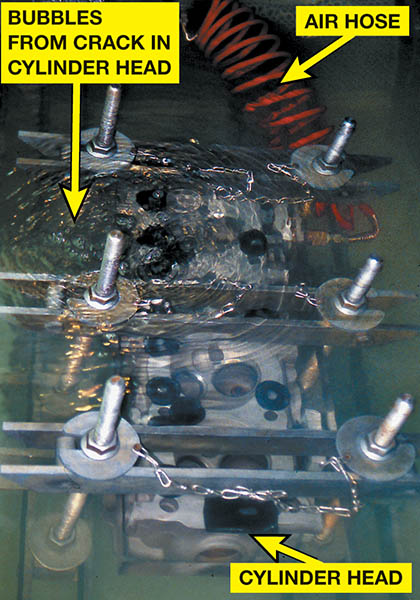 BUBBLES
FROM CRACK IN
CYLINDER HEAD
AIR HOSE
CYLINDER HEAD